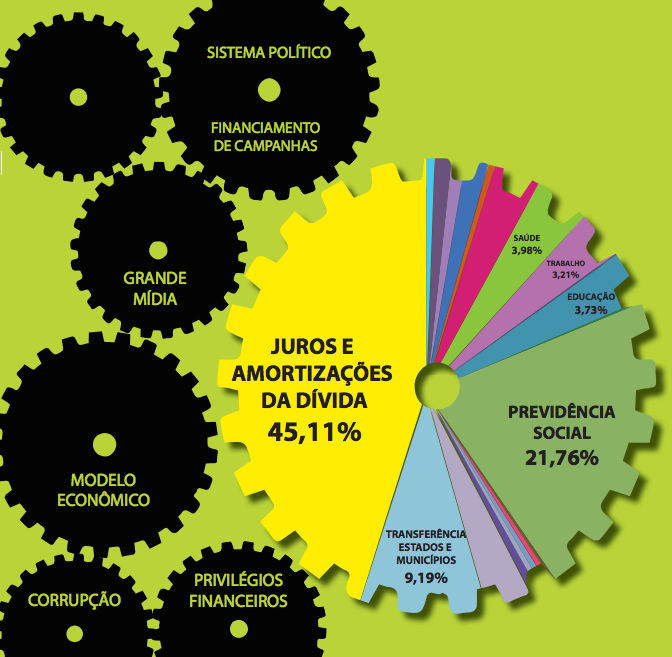 SISTEMA POLÍTICO
FINANCIAMENTO
DE CAMPANHAS
GRANDE
MÍDIA
MODELO
ECONÔMICO
CORRUPÇÃO
PRIVILÉGIOS
FINANCEIROS
JUROS E
AMORTIZAÇÕES
DA DÍVIDA
45,11%
SAÚDE
3,98%
TRABALHO
3,21%
EDUCAÇÃO
3,73%
PREVIDÊNCIA
SOCIAL
21,76%
TRANSFERÊNCIA
ESTADOS E
MUNICÍPIOS
9,19%